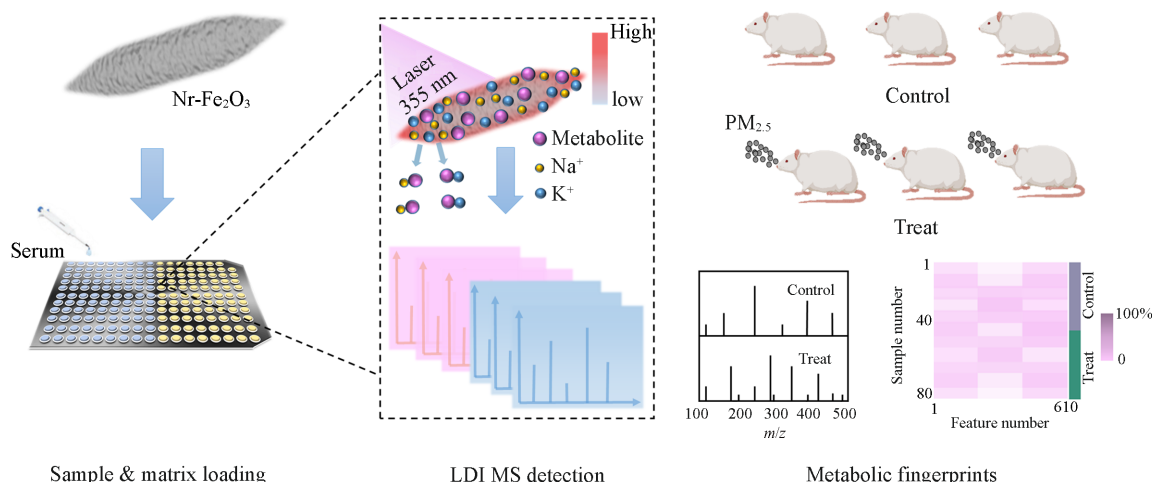 Nr-Fe₂O₃
Serum
Sample & matrix loading
Laser
355 nm
High
low
Metabolite
Na⁺
K⁺
LDI MS detection
Control
PM₂.₅
Treat
Control
Treat
100 200 300 400 500
m/z
Sample number
1
40
80
1 610
Feature number
Control
Treat
100%
0
Metabolic fingerprints